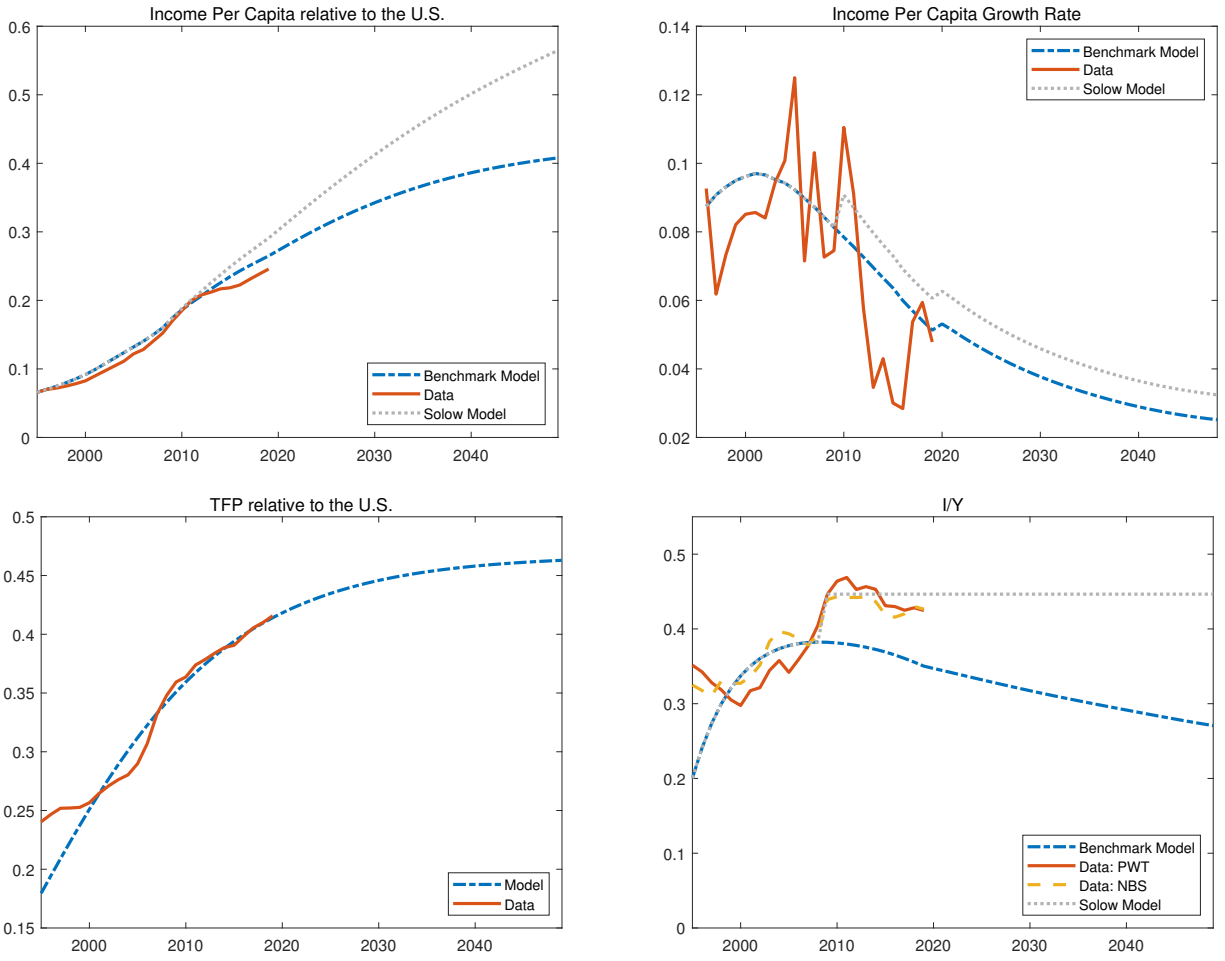 Income Per Capita relative to the U.S.
0.6
0.5
0.4
0.3
0.2
0.1
0
2000 2010 2020 2030 2040
Benchmark Model
Data
Solow Model
Income Per Capita Growth Rate
0.14
0.12
0.1
0.08
0.06
0.04
0.02
2000 2010 2020 2030 2040
Benchmark Model
Data
Solow Model
TFP relative to the U.S.
0.5
0.45
0.4
0.35
0.3
0.25
0.2
0.15
2000 2010 2020 2030 2040
Model
Data
I/Y
0.5
0.4
0.3
0.2
0.1
0
2000 2010 2020 2030 2040
Benchmark Model
Data: PWT
Data: NBS
Solow Model